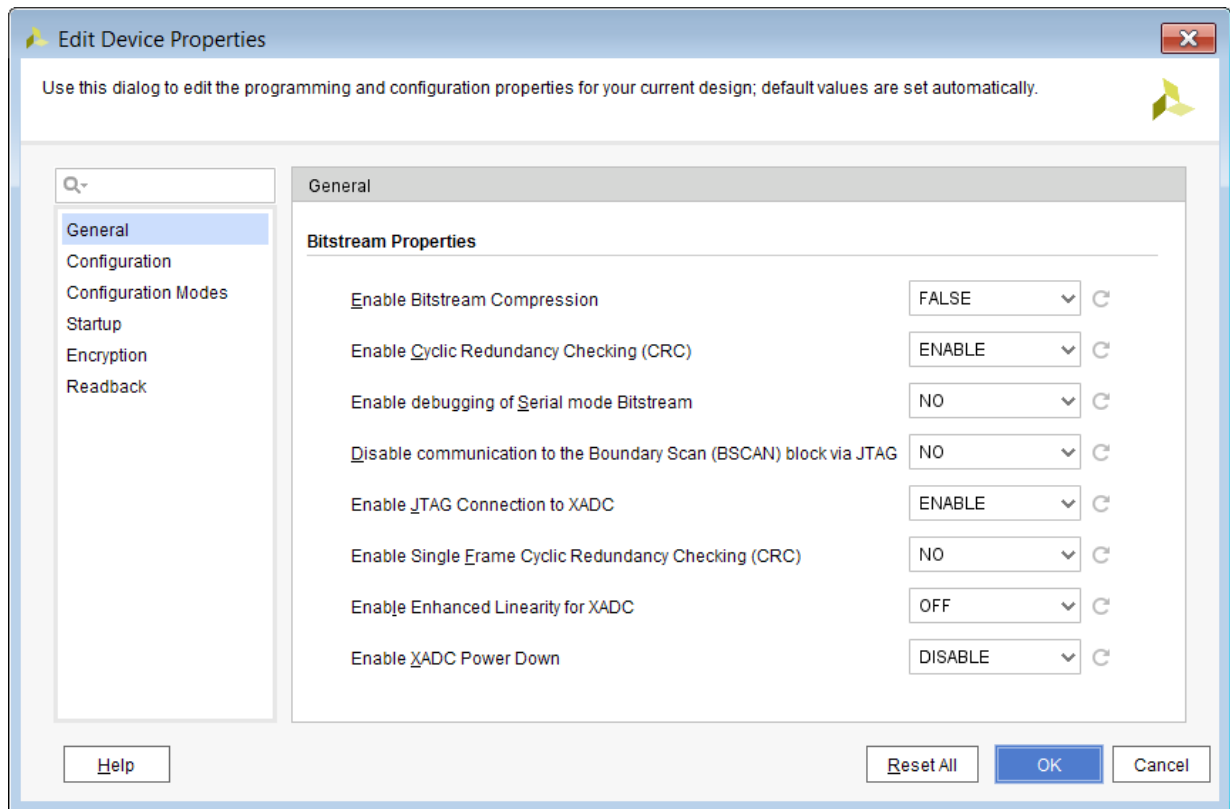 Edit Device Properties
Use this dialog to edit the programming and configuration properties for your current design; default values are set automatically.
General
General
Configuration
Configuration Modes
Startup
Encryption
Readback
Bitstream Properties
Enable Bitstream Compression FALSE
Enable Cyclic Redundancy Checking (CRC) ENABLE
Enable debugging of Serial mode Bitstream NO
Disable communication to the Boundary Scan (BSCAN) block via JTAG NO
Enable JTAG Connection to XADC ENABLE
Enable Single Frame Cyclic Redundancy Checking (CRC) NO
Enable Enhanced Linearity for XADC OFF
Enable XADC Power Down DISABLE
Help Reset All OK Cancel